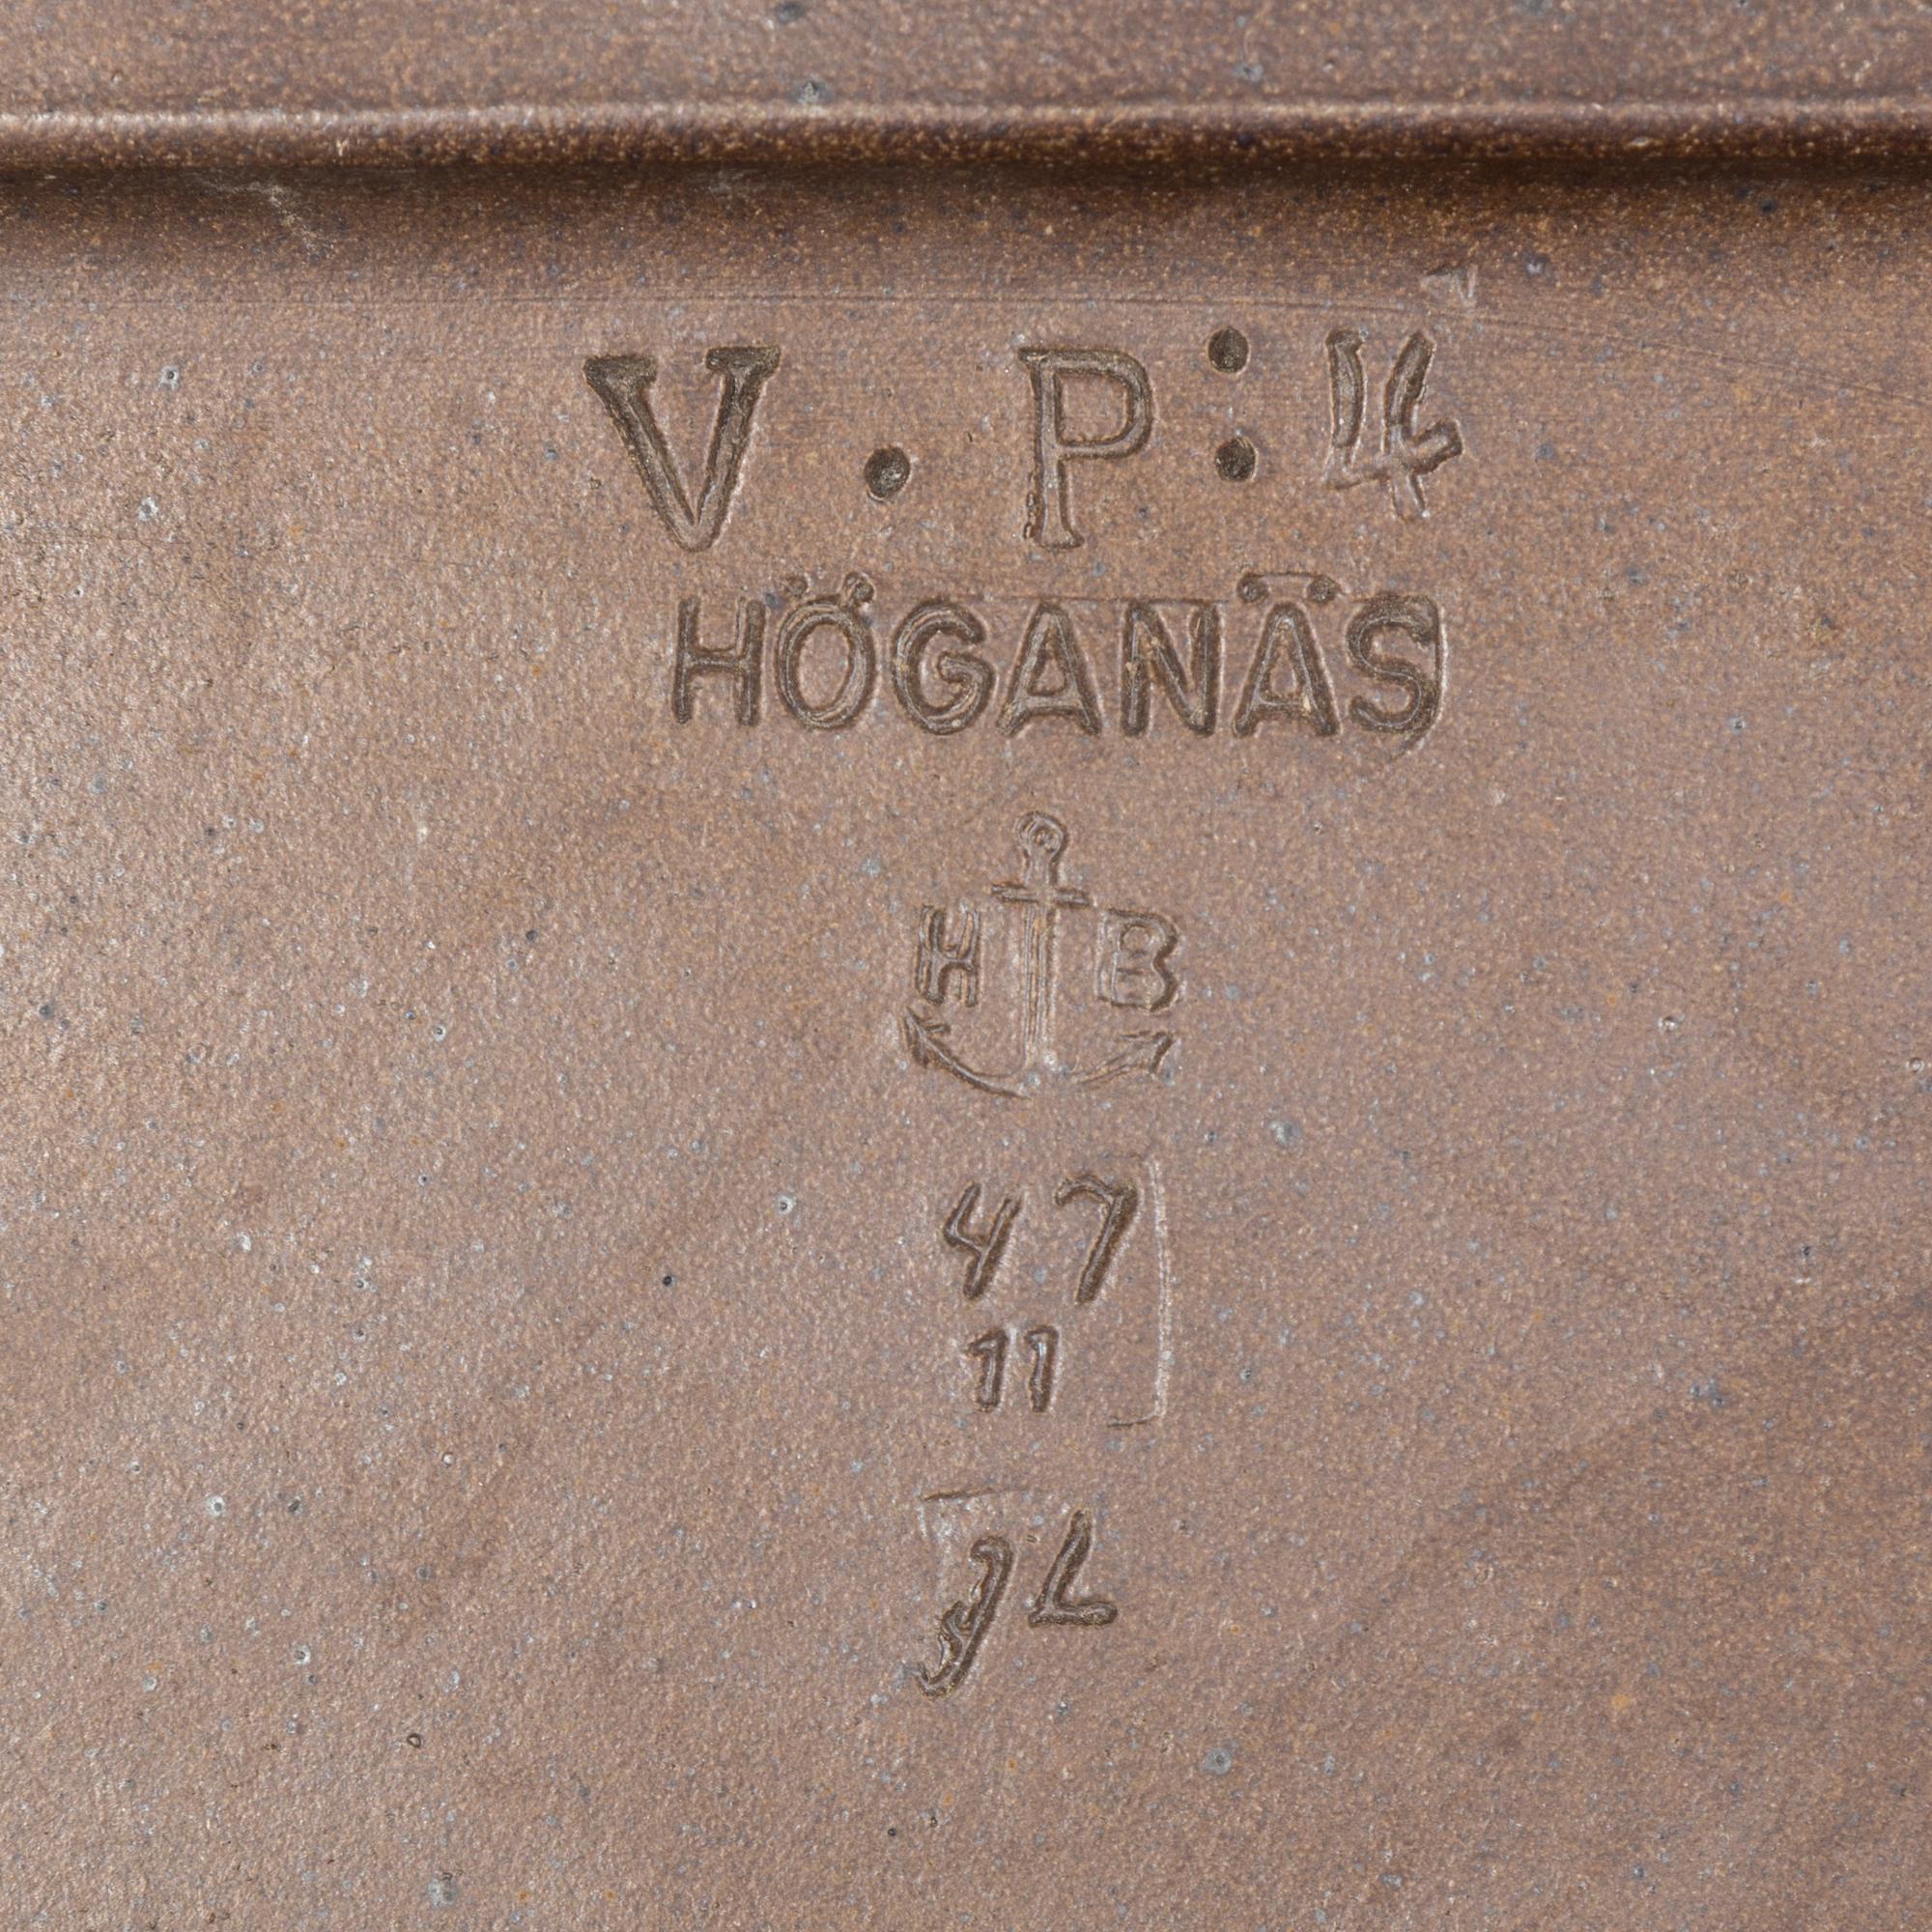 V . P : 4
HÖGANÄS
H B
47
11
JL